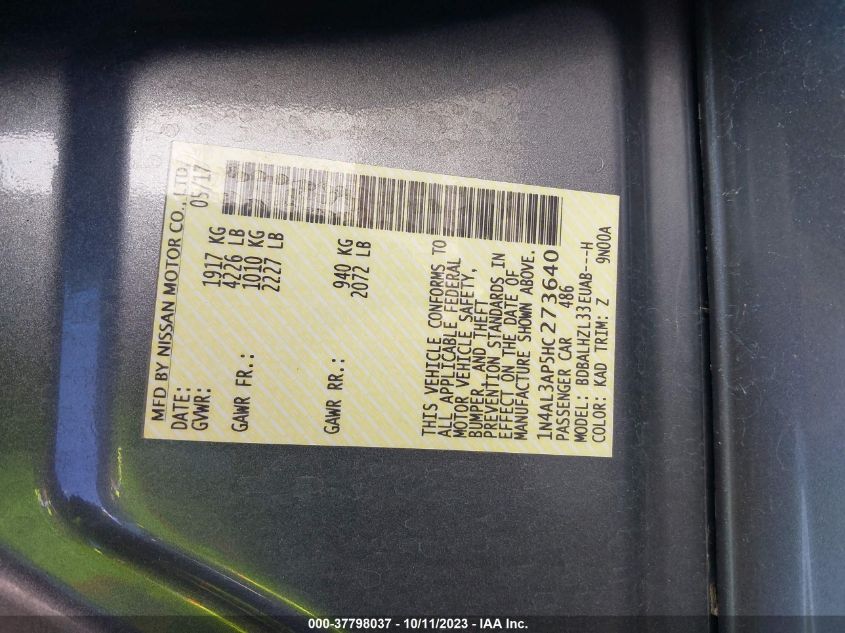 MFD BY NISSAN MOTOR CO., LTD
DATE: 05/17
GVWR: 1917 KG
4226 LB
GAWR FR.: 1010 KG
2227 LB
GAWR RR.: 940 KG
2072 LB
THIS VEHICLE CONFORMS TO
ALL APPLICABLE FEDERAL
MOTOR VEHICLE SAFETY,
BUMPER, AND THEFT
PREVENTION STANDARDS IN
EFFECT ON THE DATE OF
MANUFACTURE SHOWN ABOVE.
1N4AL3AP5HC273640
PASSENGER CAR 486
MODEL: BDBALHZL33EUAB---H
COLOR: KAD TRIM: Z 9N00A
000-37798037 - 10/11/2023 - IAA Inc.